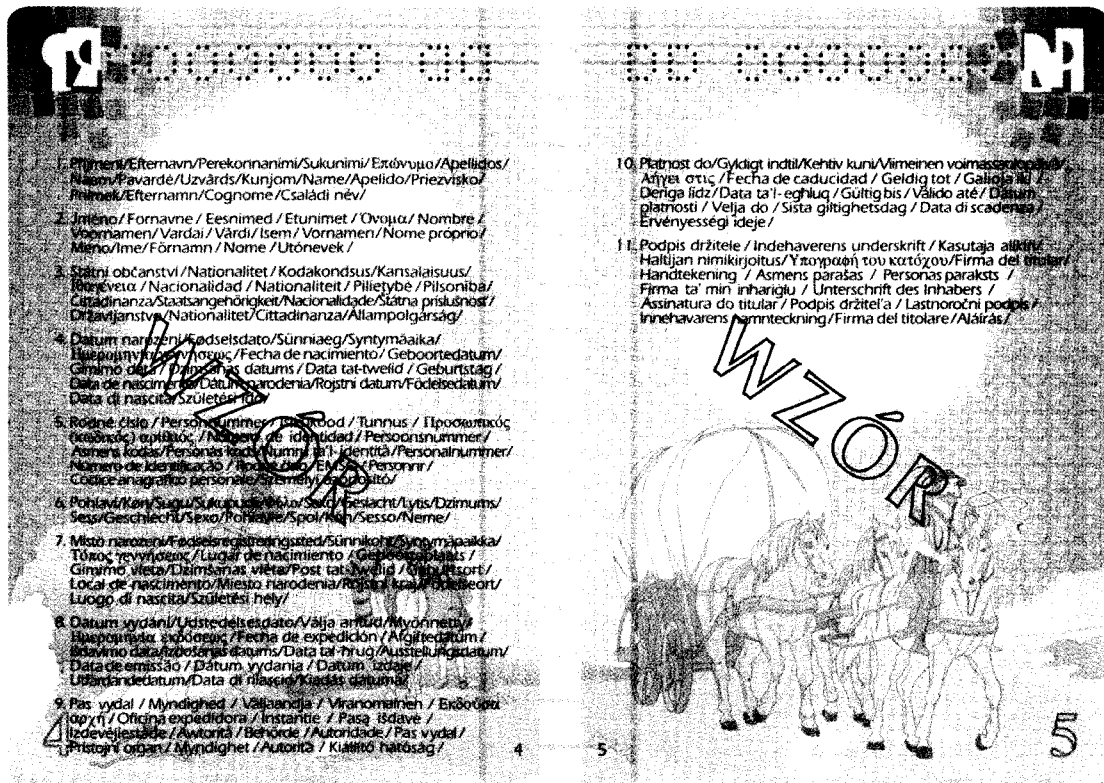 1. Příjmení/Efternavn/Perekonnanimi/Sukunimi/Επώνυμο/Apellidos/
Naam/Pavardė/Uzvārds/Kunjom/Name/Apelido/Priezvisko/
Priimek/Efternamn/Cognome/Családi név/
2. Jméno/Fornavne/Eesnimed/Etunimet/Όνομα/Nombre/
Voornamen/Vardai/Vārdi/Isem/Vornamen/Nome próprio/
Meno/Ime/Förnamn/Nome/Utónevek/
3. Státní občanství/Nationalitet/Kodakondsus/Kansalaisuus/
Ιθαγένεια/Nacionalidad/Nationaliteit/Pilietybė/Pilsonība/
Cittadinanza/Staatsangehörigkeit/Nacionalidade/Štátna príslušnosť/
Državljanstvo/Nationalitet/Cittadinanza/Állampolgárság/
4. Datum narození/Fødselsdato/Sünniaeg/Syntymäaika/
Ημερομηνία γεννήσεως/Fecha de nacimiento/Geboortedatum/
Gimimo data/Dzimšanas datums/Data tat-twelid/Geburtstag/
Data de nascimento/Dátum narodenia/Rojstni datum/Födelsedatum/
Data di nascita/Születési idő/
5. Rodné číslo/Personnummer/Isikukood/Tunnus/Προσωπικός
(κωδικός) αριθμός/Número de identidad/Persoonsnummer/
Asmens kodas/Personas kods/Numru ta'l-identità/Personalnummer/
Número de identificação/Rodné číslo/EMŠO/Personnr/
Codice anagrafico personale/Személyi azonosító/
6. Pohlaví/Køn/Sugu/Sukupuoli/Φύλο/Sexo/Geslacht/Lytis/Dzimums/
Sess/Geschlecht/Sexo/Pohlavie/Spol/Kön/Sesso/Neme/
7. Místo narození/Fødselsregistreringssted/Sünnikoht/Syntymäpaikka/
Τόπος γεννήσεως/Lugar de nacimiento/Geboorteplaats/
Gimimo vieta/Dzimšanas vieta/Post tat-twelid/Geburtsort/
Local de nascimento/Miesto narodenia/Rojstni kraj/Födelseort/
Luogo di nascita/Születési hely/
8. Datum vydání/Udstedelsesdato/Välja antud/Myönnetty/
Ημερομηνία εκδόσεως/Fecha de expedición/Afgiftedatum/
Išdavimo data/Izdošanas datums/Data tal-ħruġ/Ausstellungsdatum/
Data de emissão/Dátum vydania/Datum izdaje/
Utfärdandedatum/Data di rilascio/Kiadás dátuma/
9. Pas vydal/Myndighed/Väljaandja/Viranomainen/Εκδούσα
αρχή/Oficina expedidora/Instantie/Pasą išdavė/
Izdevējiestāde/Awtorità/Behörde/Autoridade/Pas vydal/
Pristojni organ/Myndighet/Autorità/Kiállító hatóság/
WZÓR
4
4
10. Platnost do/Gyldigt indtil/Kehtiv kuni/Viimeinen voimassaolopäivä/
Λήγει στις/Fecha de caducidad/Geldig tot/Galioja iki/
Derīga līdz/Data ta'l-egħluq/Gültig bis/Válido até/Dátum
platnosti/Velja do/Sista giltighetsdag/Data di scadenza/
Érvényességi ideje/
11. Podpis držitele/Indehaverens underskrift/Kasutaja allkiri/
Haltijan nimikirjoitus/Υπογραφή του κατόχου/Firma del titular/
Handtekening/Asmens parašas/Personas paraksts/
Firma ta' min inħariġlu/Unterschrift des Inhabers/
Assinatura do titular/Podpis držiteľa/Lastnoročni podpis/
Innehavarens namnteckning/Firma del titolare/Aláírás/
WZÓR
5
5